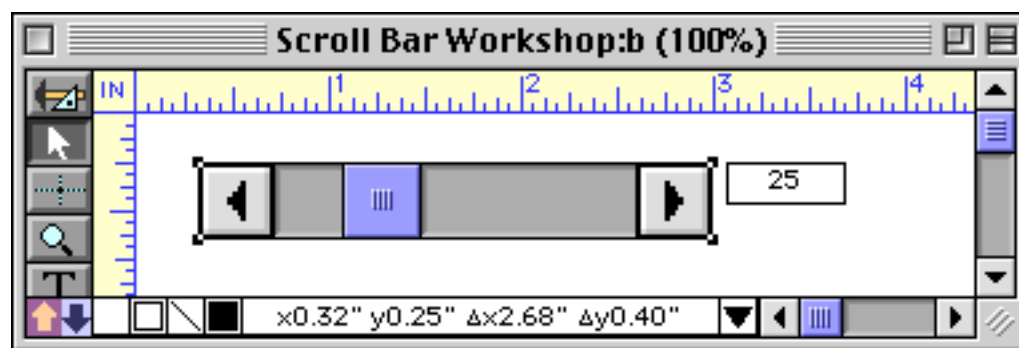 Scroll Bar Workshop:b (100%)
IN 1 2 3 4
25
T
x0.32" y0.25" Δx2.68" Δy0.40"